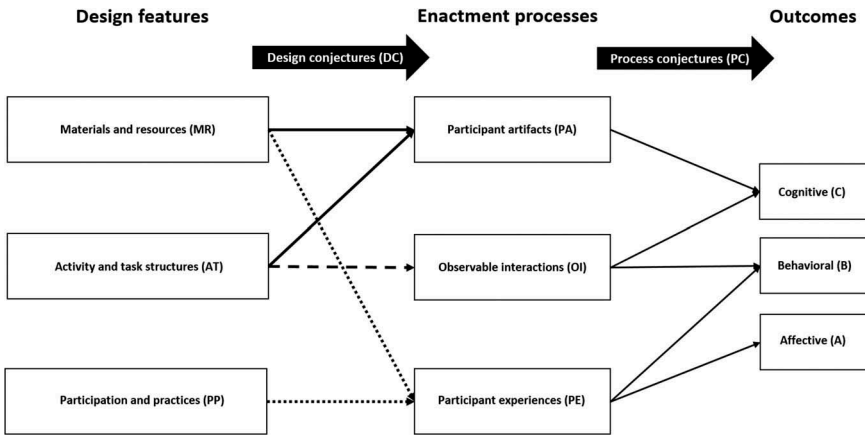 Design features
Enactment processes
Outcomes
Design conjectures (DC)
Process conjectures (PC)
Materials and resources (MR)
Participant artifacts (PA)
Cognitive (C)
Activity and task structures (AT)
Observable interactions (OI)
Behavioral (B)
Affective (A)
Participation and practices (PP)
Participant experiences (PE)